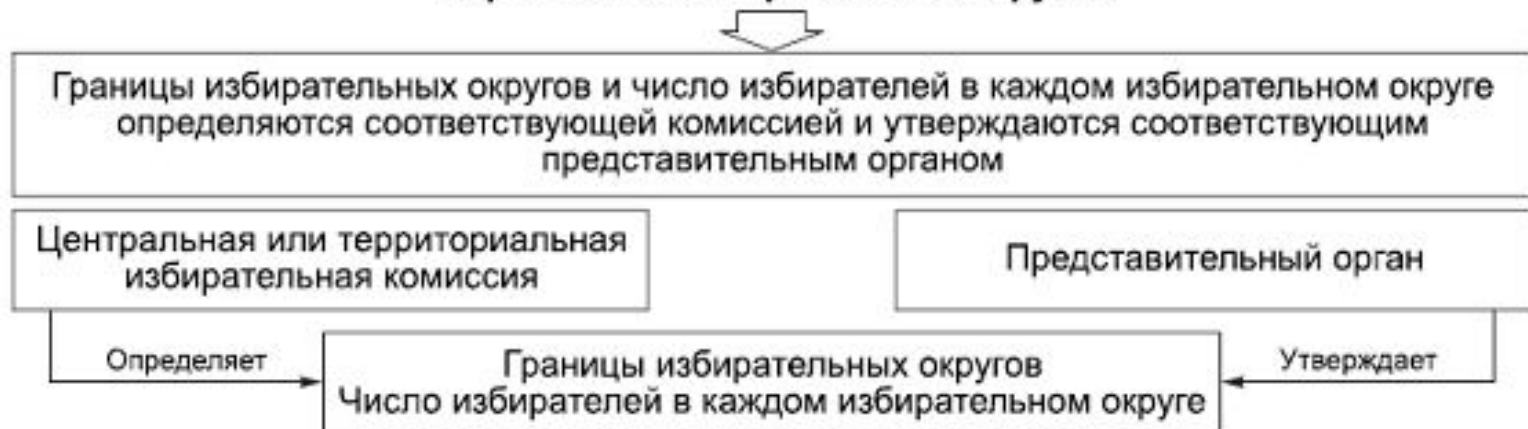 Границы избирательных округов и число избирателей в каждом избирательном округе
определяются соответствующей комиссией и утверждаются соответствующим
представительным органом
Центральная или территориальная
избирательная комиссия
Представительный орган
Определяет
Утверждает
Границы избирательных округов
Число избирателей в каждом избирательном округе